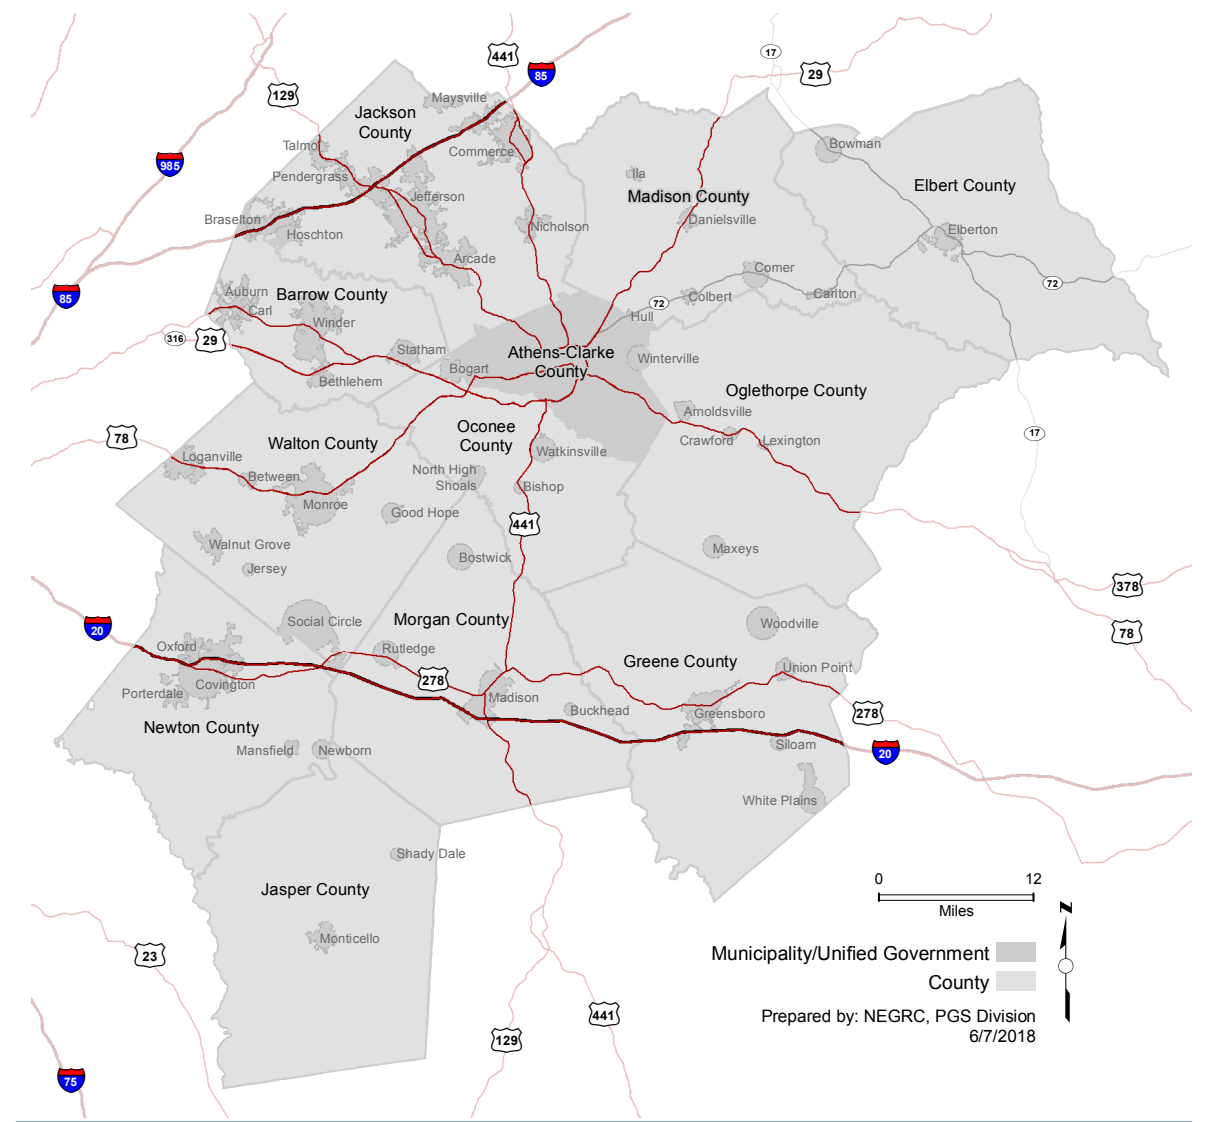 441
85
17
29
129
Maysville
Jackson
County
Talmo
Commerce
Bowman
985
Pendergrass
Ila
Jefferson
Madison County
Elbert County
Braselton
Hoschton
Nicholson
Danielsville
Elberton
Arcade
Comer
72
85
Auburn
Barrow County
Colbert
Carlton
Carl
72
Winder
Hull
316
29
Statham
Athens-Clarke
County
Winterville
Bogart
Bethlehem
Oglethorpe County
Arnoldsville
78
Walton County
Oconee
County
Crawford
Lexington
17
Loganville
Watkinsville
Between
North High
Shoals
Bishop
Monroe
Good Hope
441
Walnut Grove
Jersey
Bostwick
Maxeys
378
20
Social Circle
Morgan County
Woodville
78
Oxford
Rutledge
Greene County
Union Point
278
Porterdale
Covington
Madison
Buckhead
Greensboro
278
Newton County
Mansfield
Newborn
Siloam
20
White Plains
Shady Dale
Jasper County
0 12
Miles
N
Monticello
23
Municipality/Unified Government
County
441
Prepared by: NEGRC, PGS Division
6/7/2018
129
75